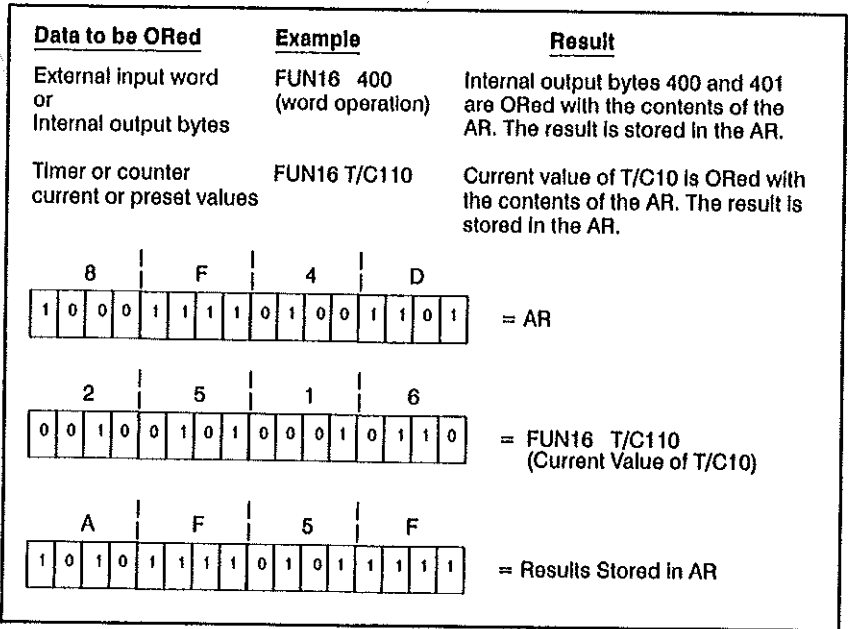 Data to be ORed Example Result
External input word
or
Internal output bytes
FUN16 400
(word operation)
Internal output bytes 400 and 401
are ORed with the contents of the
AR. The result is stored in the AR.
Timer or counter
current or preset values
FUN16 T/C110
Current value of T/C10 is ORed with
the contents of the AR. The result is
stored in the AR.
8 F 4 D
1 0 0 0 1 1 1 1 0 1 0 0 1 1 0 1 = AR
2 5 1 6
0 0 1 0 0 1 0 1 0 0 0 1 0 1 1 0 = FUN16 T/C110
(Current Value of T/C10)
A F 5 F
1 0 1 0 1 1 1 1 0 1 0 1 1 1 1 1 = Results Stored in AR